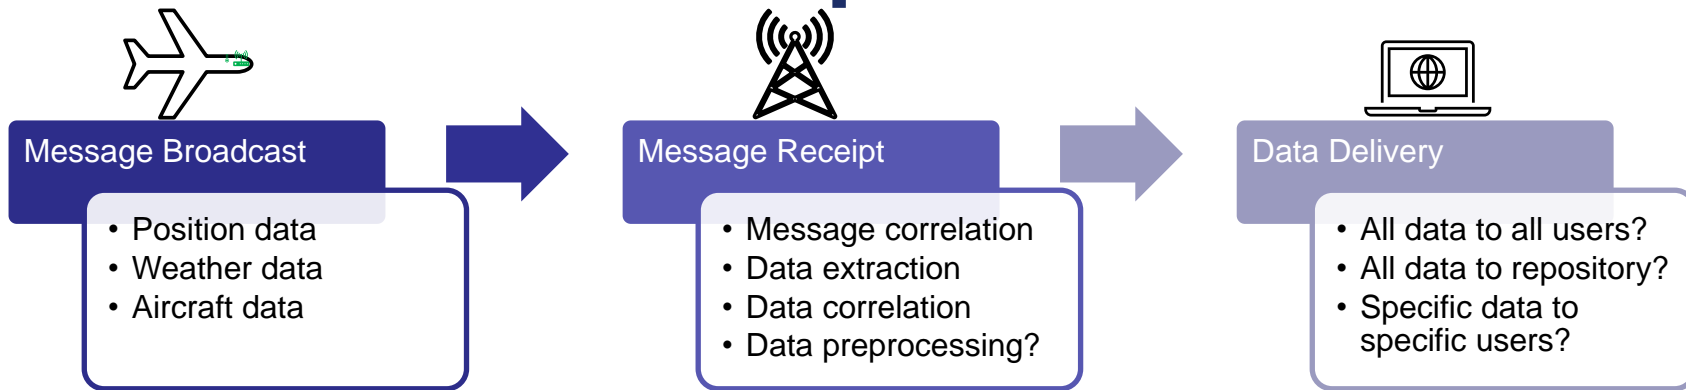 Message Broadcast
• Position data
• Weather data
• Aircraft data
Message Receipt
• Message correlation
• Data extraction
• Data correlation
• Data preprocessing?
Data Delivery
• All data to all users?
• All data to repository?
• Specific data to
specific users?